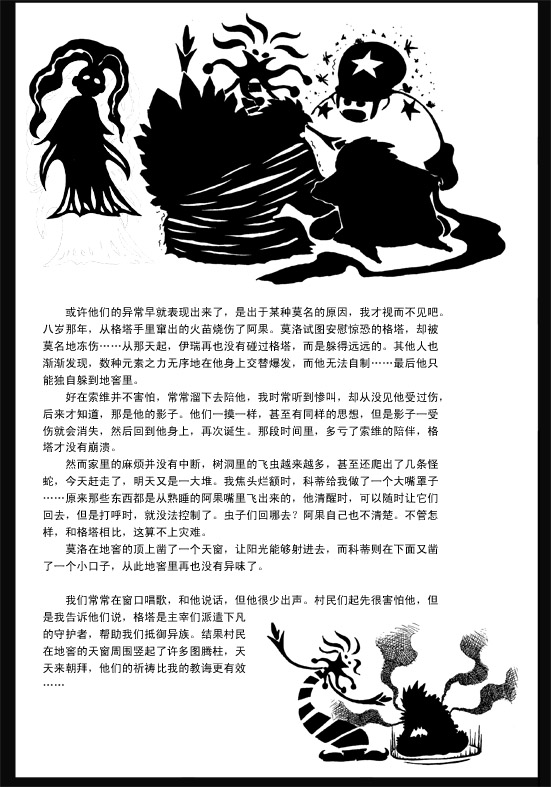 或许他们的异常早就表现出来了，是出于某种莫名的原因，我才视而不见吧。
八岁那年，从格塔手里窜出的火苗烧伤了阿果。莫洛试图安慰惊恐的格塔，却被
莫名地冻伤……从那天起，伊瑞再也没有碰过格塔，而是躲得远远的。其他人也
渐渐发现，数种元素之力无序地在他身上交替爆发，而他无法自制……最后他只
能独自躲到地窖里。
好在索维并不害怕，常常溜下去陪他，我时常听到惨叫，却从没见他受过伤，
后来才知道，那是他的影子。他们一摸一样，甚至有同样的思想，但是影子一受
伤就会消失，然后回到他身上，再次诞生。那段时间里，多亏了索维的陪伴，格
塔才没有崩溃。
然而家里的麻烦并没有中断，树洞里的飞虫越来越多，甚至还爬出了几条怪
蛇，今天赶走了，明天又是一大堆。我焦头烂额时，科蒂给我做了一个大嘴罩子
……原来那些东西都是从熟睡的阿果嘴里飞出来的，他清醒时，可以随时让它们
回去，但是打呼时，就没法控制了。虫子们回哪去？阿果自己也不清楚。不管怎
样，和格塔相比，这算不上灾难。
莫洛在地窖的顶上凿了一个天窗，让阳光能够射进去，而科蒂则在下面又凿
了一个小口子，从此地窖里再也没有异味了。
我们常常在窗口唱歌，和他说话，但他很少出声。村民们起先很害怕他，但
是我告诉他们说，格塔是主宰们派遣下凡
的守护者，帮助我们抵御异族。结果村民
在地窖的天窗周围竖起了许多图腾柱，天
天来朝拜，他们的祈祷比我的教诲更有效
……